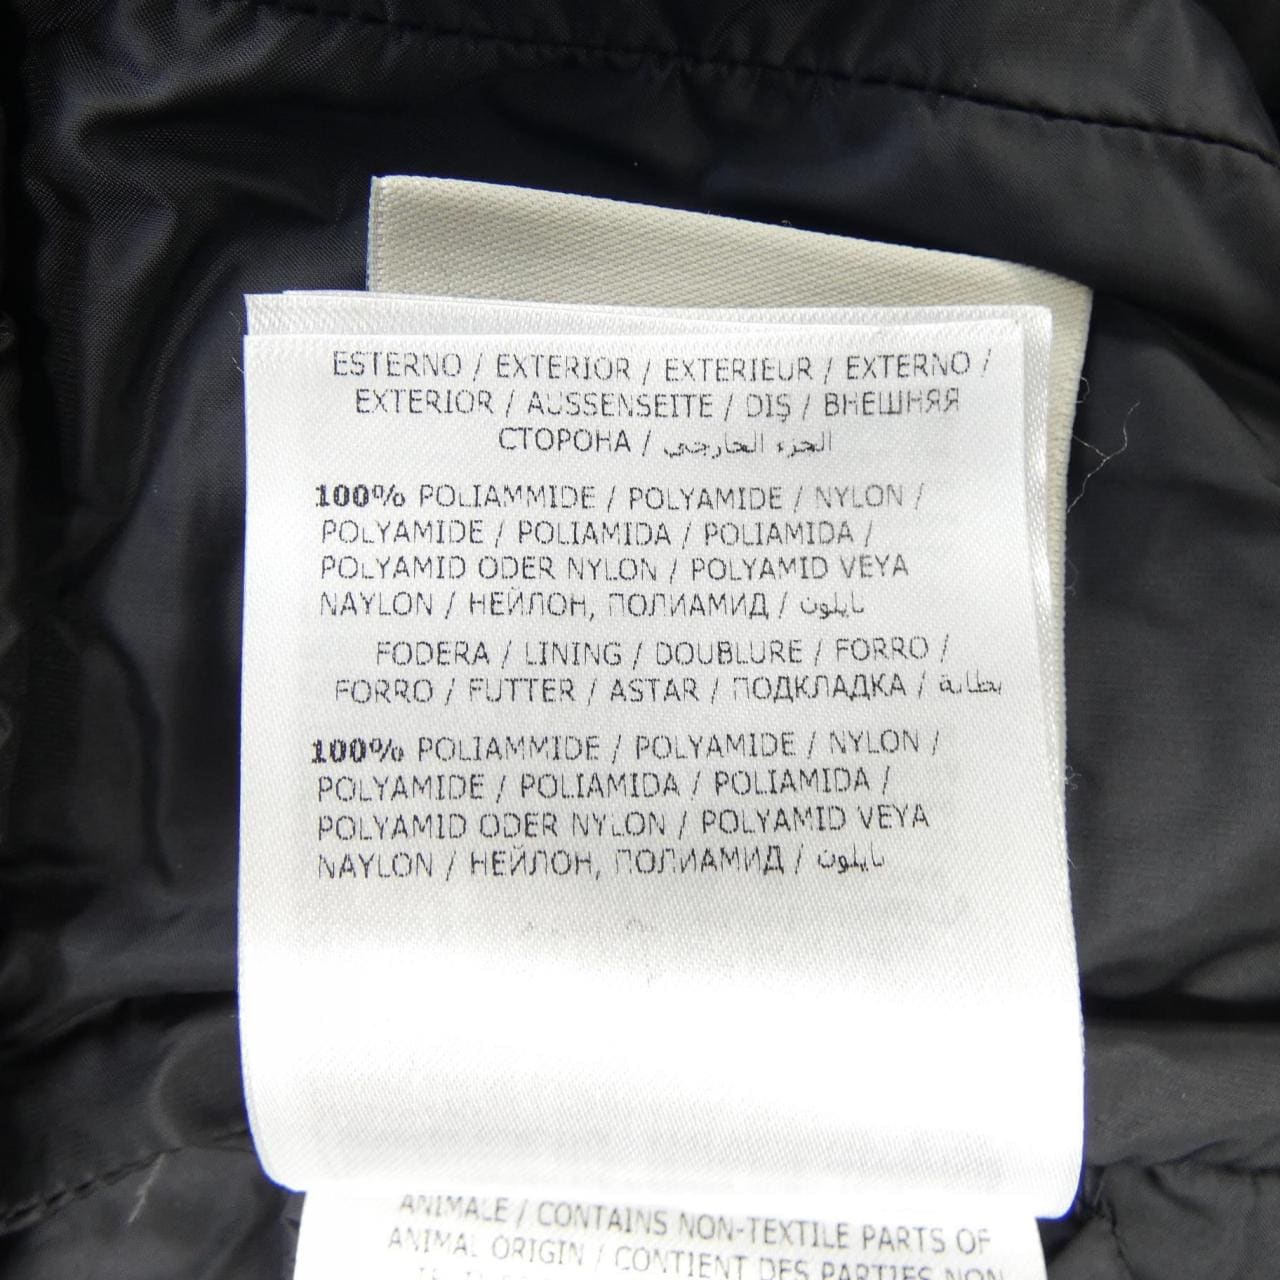 ESTERNO / EXTERIOR / EXTERIEUR / EXTERNO /
EXTERIOR / AUSSENSEITE / DIŞ / ВНЕШНЯЯ
СТОРОНА / الجزء الخارجي
100% POLIAMMIDE / POLYAMIDE / NYLON /
POLYAMIDE / POLIAMIDA / POLIAMIDA /
POLYAMID ODER NYLON / POLYAMID VEYA
NAYLON / НЕЙЛОН, ПОЛИАМИД / نايلون
FODERA / LINING / DOUBLURE / FORRO /
FORRO / FUTTER / ASTAR / ПОДКЛАДКА / بطانة
100% POLIAMMIDE / POLYAMIDE / NYLON /
POLYAMIDE / POLIAMIDA / POLIAMIDA /
POLYAMID ODER NYLON / POLYAMID VEYA
NAYLON / НЕЙЛОН, ПОЛИАМИД / نايلون
ANIMALE / CONTAINS NON-TEXTILE PARTS OF
ANIMAL ORIGIN / CONTIENT DES PARTIES NON